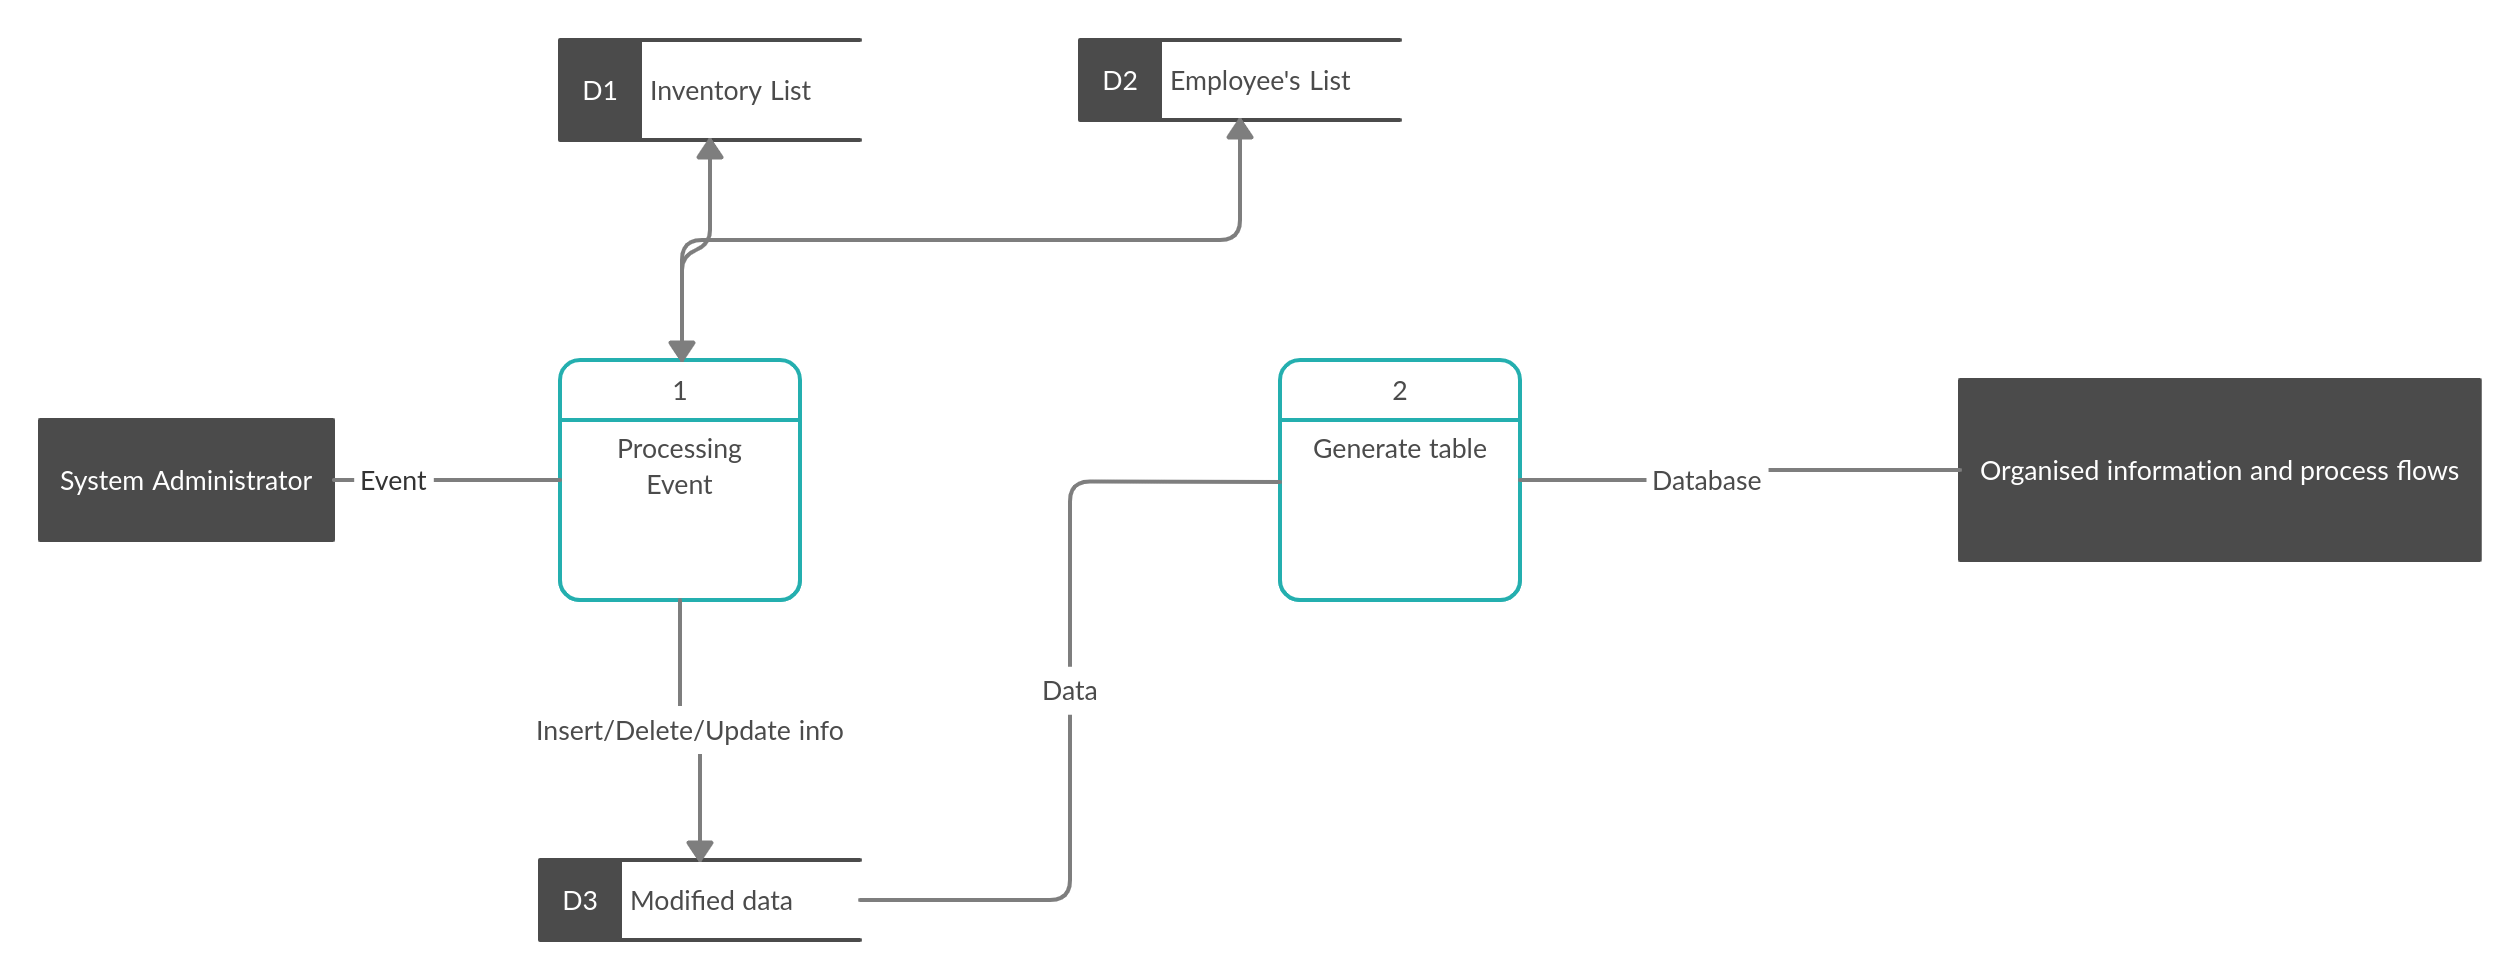 D1 Inventory List
D2 Employee's List
1
Processing
Event
2
Generate table
System Administrator
Event
Database
Organised information and process flows
Data
Insert/Delete/Update info
D3 Modified data